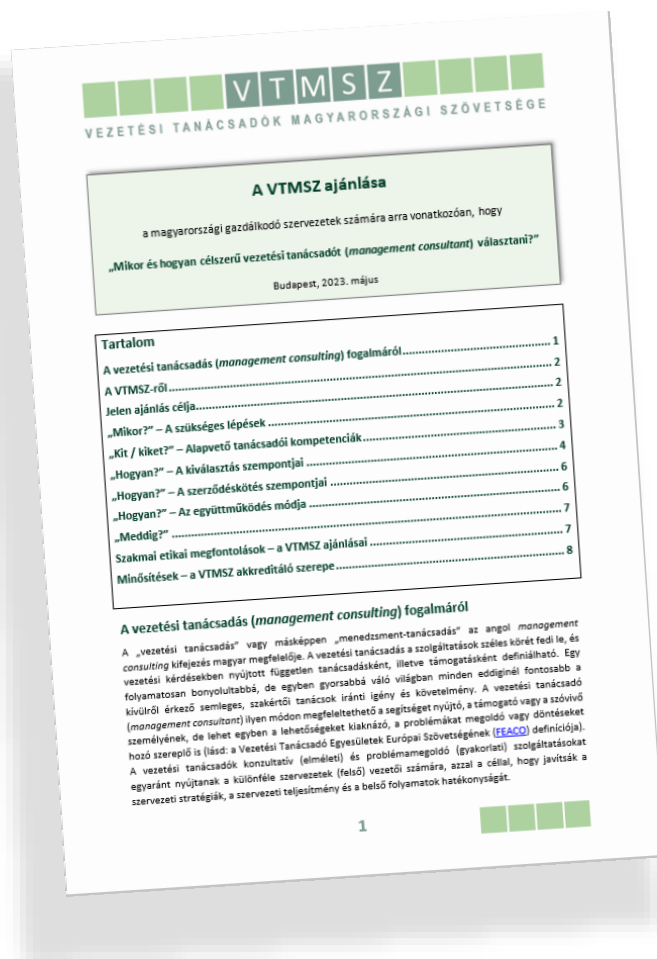 VTMSZ
VEZETÉSI TANÁCSADÓK MAGYARORSZÁGI SZÖVETSÉGE
A VTMSZ ajánlása
a magyarországi gazdálkodó szervezetek számára arra vonatkozóan, hogy
„Mikor és hogyan célszerű vezetési tanácsadót (management consultant) választani?”
Budapest, 2023. május
Tartalom
A vezetési tanácsadás (management consulting) fogalmáról 1
A VTMSZ-ről 2
Jelen ajánlás célja 2
„Mikor?” – A szükséges lépések 2
„Kit / kiket?” – Alapvető tanácsadói kompetenciák 3
„Hogyan?” – A kiválasztás szempontjai 4
„Hogyan?” – A szerződéskötés szempontjai 6
„Hogyan?” – Az együttműködés módja 6
„Meddig?” 7
Szakmai etikai megfontolások – a VTMSZ ajánlásai 7
Minősítések – a VTMSZ akkreditáló szerepe 8
A vezetési tanácsadás (management consulting) fogalmáról
A „vezetési tanácsadás” vagy másképpen „menedzsment-tanácsadás” az angol management
consulting kifejezés magyar megfelelője. A vezetési tanácsadás a szolgáltatások széles körét fedi le, és
vezetési kérdésekben nyújtott független tanácsadásként, illetve támogatásként definiálható. Egy
folyamatosan bonyolultabbá, de egyben gyorsabbá váló világban minden eddiginél fontosabb a
kívülről érkező semleges, szakértői tanácsok iránti igény és követelmény. A vezetési tanácsadó
(management consultant) ilyen módon megfeleltethető a segítséget nyújtó, a támogató vagy a szóvivő
személyének, de lehet egyben a lehetőségeket kiaknázó, a problémákat megoldó vagy döntéseket
hozó szereplő is (lásd: a Vezetési Tanácsadó Egyesületek Európai Szövetségének (FEACO) definíciója).
A vezetési tanácsadók konzultatív (elméleti) és problémamegoldó (gyakorlati) szolgáltatásokat
egyaránt nyújtanak a különféle szervezetek (felső) vezetői számára, azzal a céllal, hogy javítsák a
szervezeti stratégiák, a szervezeti teljesítmény és a belső folyamatok hatékonyságát.
1